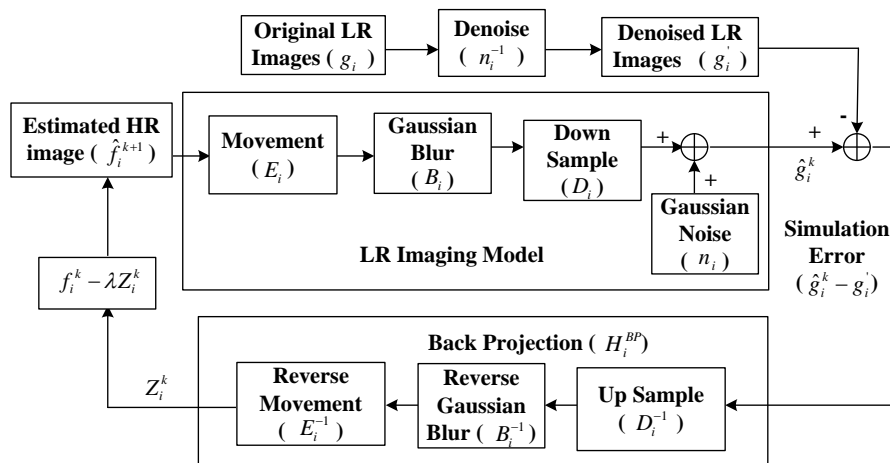 Original LR
Images ( g_i )
Denoise
( n_i^{-1} )
Denoised LR
Images ( g_i^' )
-
Estimated HR
image ( \hat{f}_i^{k+1} )
Movement
( E_i )
Gaussian
Blur
( B_i )
Down
Sample
( D_i )
+
+
+
\hat{g}_i^k
Gaussian
Noise
( n_i )
LR Imaging Model
Simulation
Error
( \hat{g}_i^k − g_i^' )
f_i^k − λZ_i^k
Back Projection ( H_i^{BP} )
Z_i^k
Reverse
Movement
( E_i^{-1} )
Reverse
Gaussian
Blur ( B_i^{-1} )
Up Sample
( D_i^{-1} )